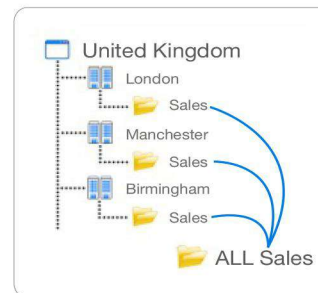 United Kingdom
London
Sales
Manchester
Sales
Birmingham
Sales
ALL Sales